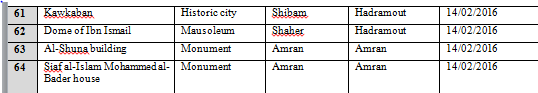 61 Kawkaban Historic city Shibam Hadramout 14/02/2016
62 Dome of Ibn Ismail Mausoleum Shaher Hadramout 14/02/2016
63 Al-Shuna building Monument Amran Amran 14/02/2016
64 Siaf al-Islam Mohammed al- Monument Amran Amran 14/02/2016
Bader house